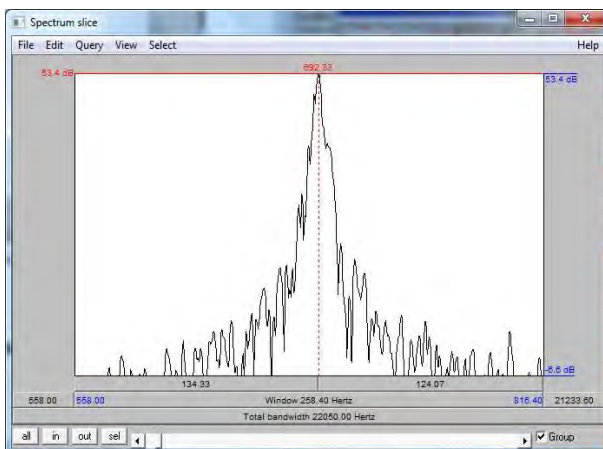 Spectrum slice
File Edit Query View Select Help
692.33
53.4 dB 53.4 dB
-6.6 dB
134.33 124.07
558.00 558.00 Window 258.40 Hertz 816.40 21233.60
Total bandwidth 22050.00 Hertz
all in out sel Group